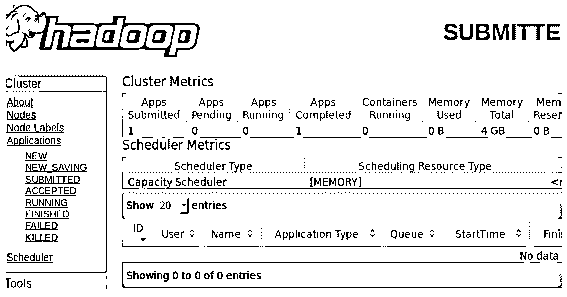 hadoop
SUBMITTE
Cluster
About
Nodes
Node Labels
Applications
NEW
NEW_SAVING
SUBMITTED
ACCEPTED
RUNNING
FINISHED
FAILED
KILLED
Scheduler
Tools
Cluster Metrics
Apps Submitted Apps Pending Apps Running Apps Completed Containers Running Memory Used Memory Total Mem Reser
1 0 0 1 0 0 B 4 GB 0 B
Scheduler Metrics
Scheduler Type Scheduling Resource Type
Capacity Scheduler [MEMORY] <r
Show 20 entries
ID User Name Application Type Queue StartTime Fini
No data
Showing 0 to 0 of 0 entries